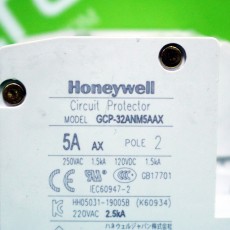 Honeywell
Circuit Protector
MODEL GCP-32ANM5AAX
5A AX POLE 2
250VAC 1.5kA 120VDC 1.5kA
GB17701
IEC60947-2
HH05031-19005B (K60934)
220VAC 2.5kA